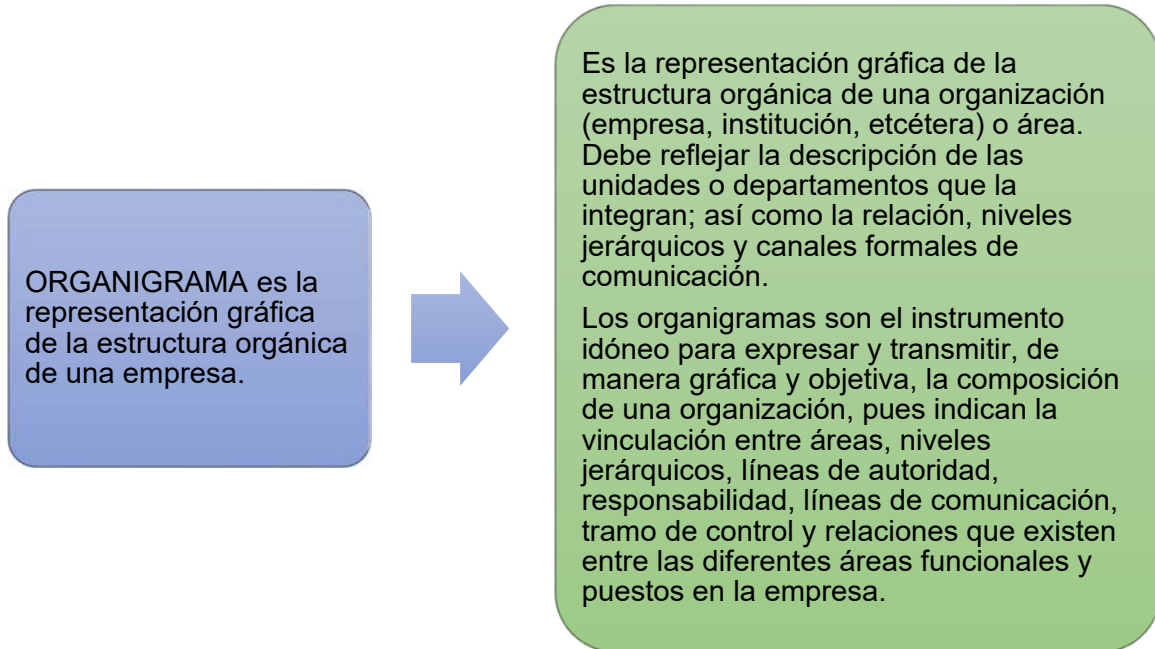 ORGANIGRAMA es la
representación gráfica
de la estructura orgánica
de una empresa.
Es la representación gráfica de la
estructura orgánica de una organización
(empresa, institución, etcétera) o área.
Debe reflejar la descripción de las
unidades o departamentos que la
integran; así como la relación, niveles
jerárquicos y canales formales de
comunicación.
Los organigramas son el instrumento
idóneo para expresar y transmitir, de
manera gráfica y objetiva, la composición
de una organización, pues indican la
vinculación entre áreas, niveles
jerárquicos, líneas de autoridad,
responsabilidad, líneas de comunicación,
tramo de control y relaciones que existen
entre las diferentes áreas funcionales y
puestos en la empresa.